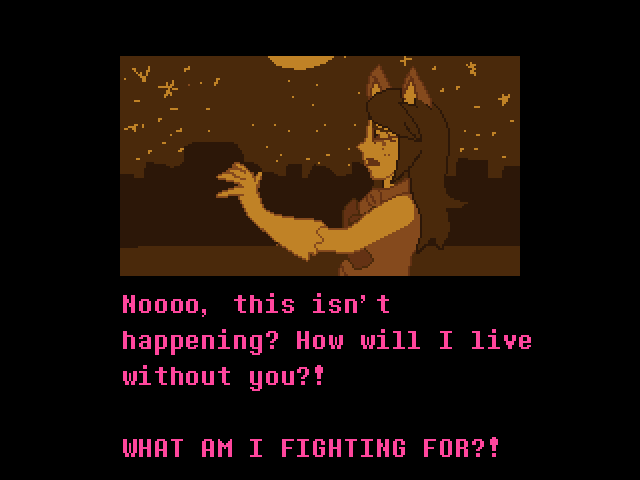 Noooo, this isn't
happening? How will I live
without you?!
WHAT AM I FIGHTING FOR?!